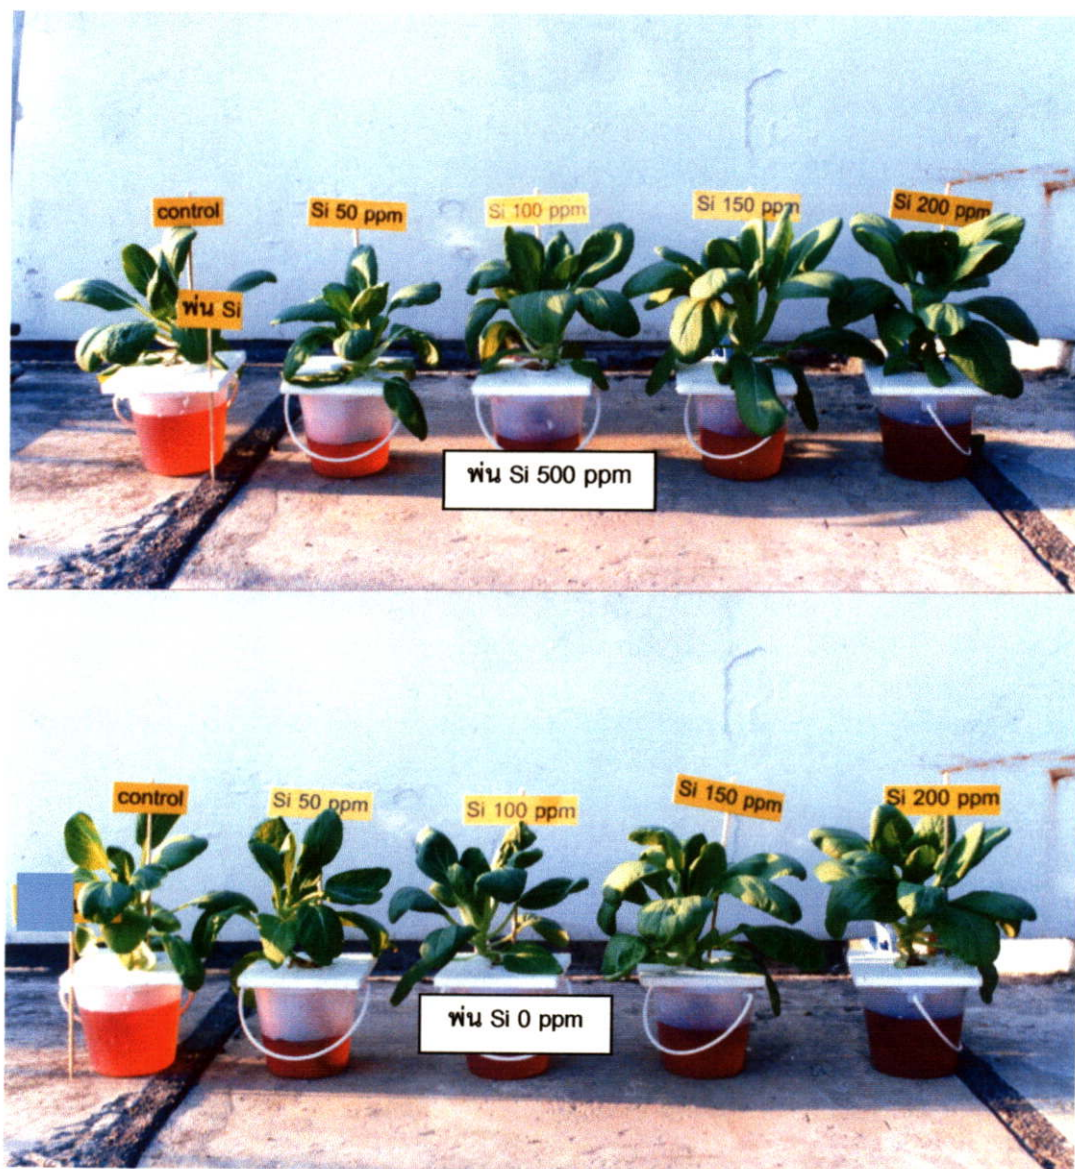 control
Si 50 ppm
Si 100 ppm
Si 150 ppm
Si 200 ppm
พ่น Si
พ่น Si 500 ppm
control
Si 50 ppm
Si 100 ppm
Si 150 ppm
Si 200 ppm
พ่น Si 0 ppm